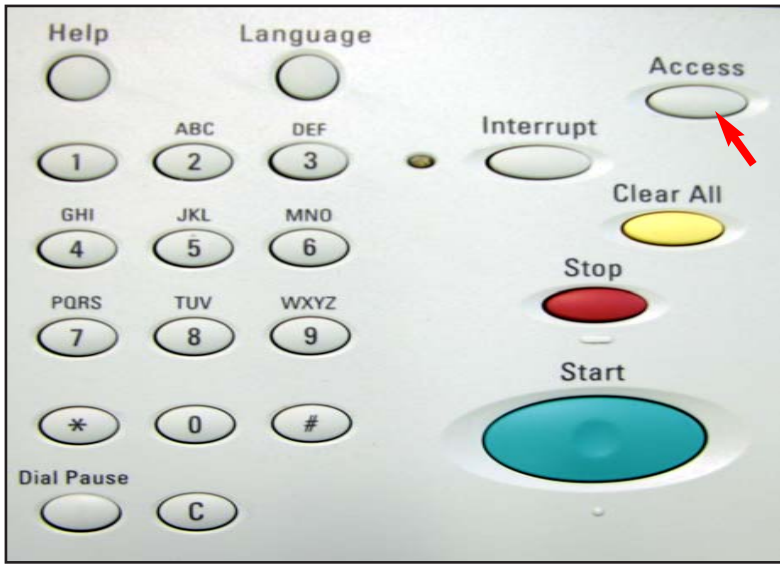 Help Language
Access
ABC DEF Interrupt
1 2 3
Clear All
GHI JKL MNO
4 5 6
Stop
PQRS TUV WXYZ
7 8 9
Start
* 0 #
Dial Pause
C